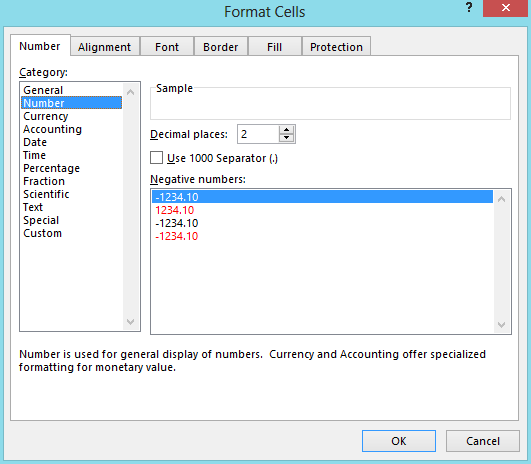 Format Cells
?
Number Alignment Font Border Fill Protection
Category:
General
Number
Currency
Accounting
Date
Time
Percentage
Fraction
Scientific
Text
Special
Custom
Sample
Decimal places: 2
Use 1000 Separator (.)
Negative numbers:
-1234.10
1234.10
-1234.10
-1234.10
Number is used for general display of numbers. Currency and Accounting offer specialized
formatting for monetary value.
OK Cancel